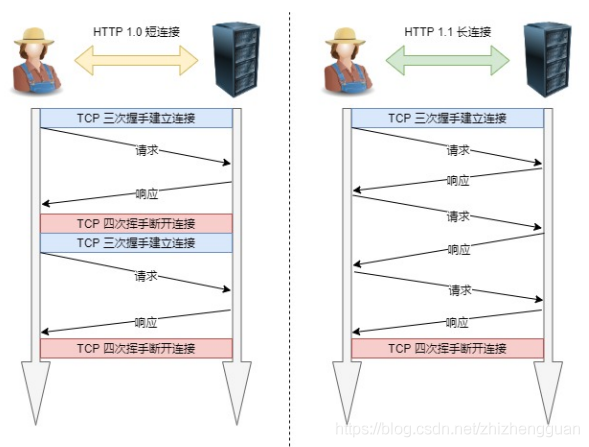 HTTP 1.0 短连接
TCP 三次握手建立连接
请求
响应
TCP 四次挥手断开连接
TCP 三次握手建立连接
请求
响应
TCP 四次挥手断开连接
HTTP 1.1 长连接
TCP 三次握手建立连接
请求
响应
请求
响应
请求
响应
TCP 四次挥手断开连接
https://blog.csdn.net/zhizhengguan